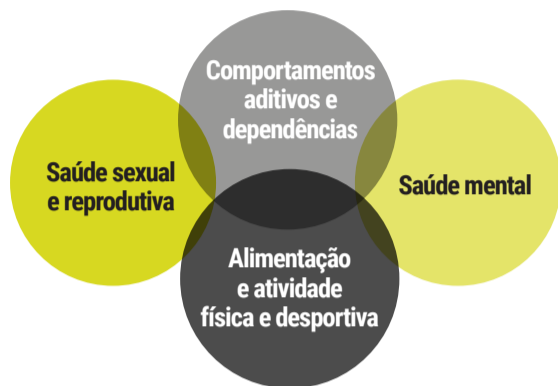 Comportamentos
aditivos e
dependências
Saúde sexual
e reprodutiva
Saúde mental
Alimentação
e atividade
física e desportiva